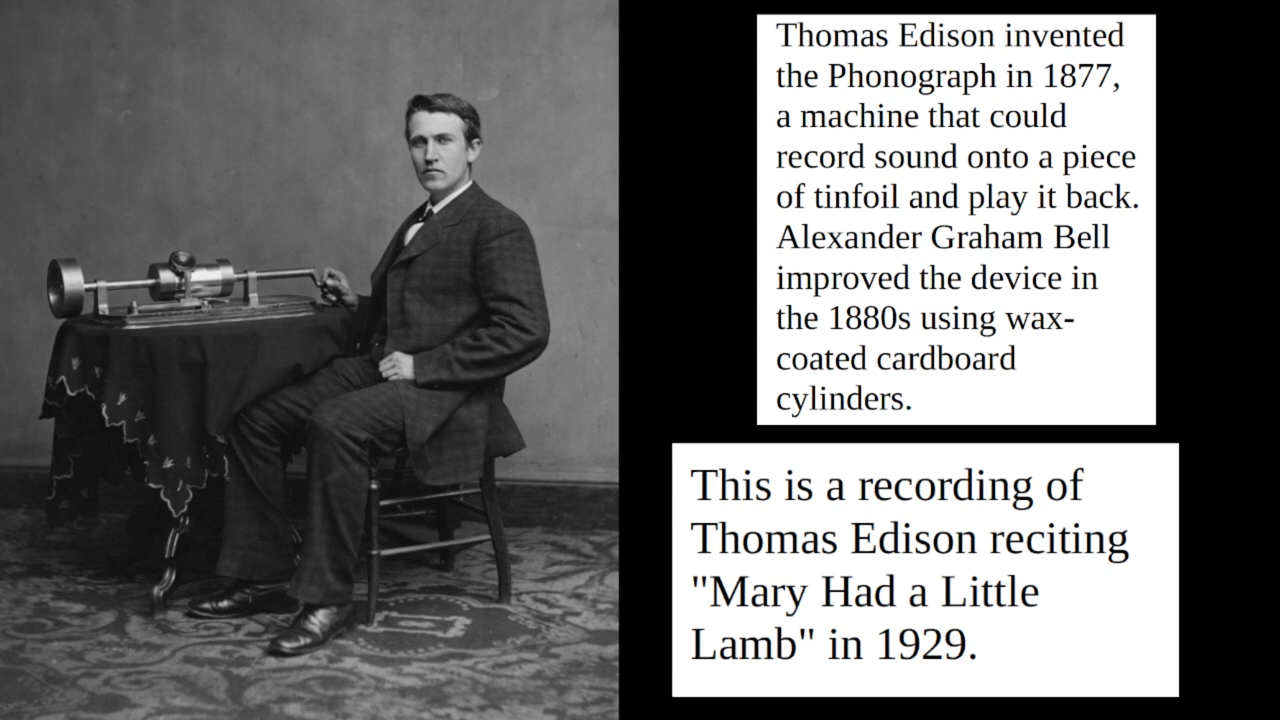 Thomas Edison invented
the Phonograph in 1877,
a machine that could
record sound onto a piece
of tinfoil and play it back.
Alexander Graham Bell
improved the device in
the 1880s using wax-
coated cardboard
cylinders.
This is a recording of
Thomas Edison reciting
"Mary Had a Little
Lamb" in 1929.